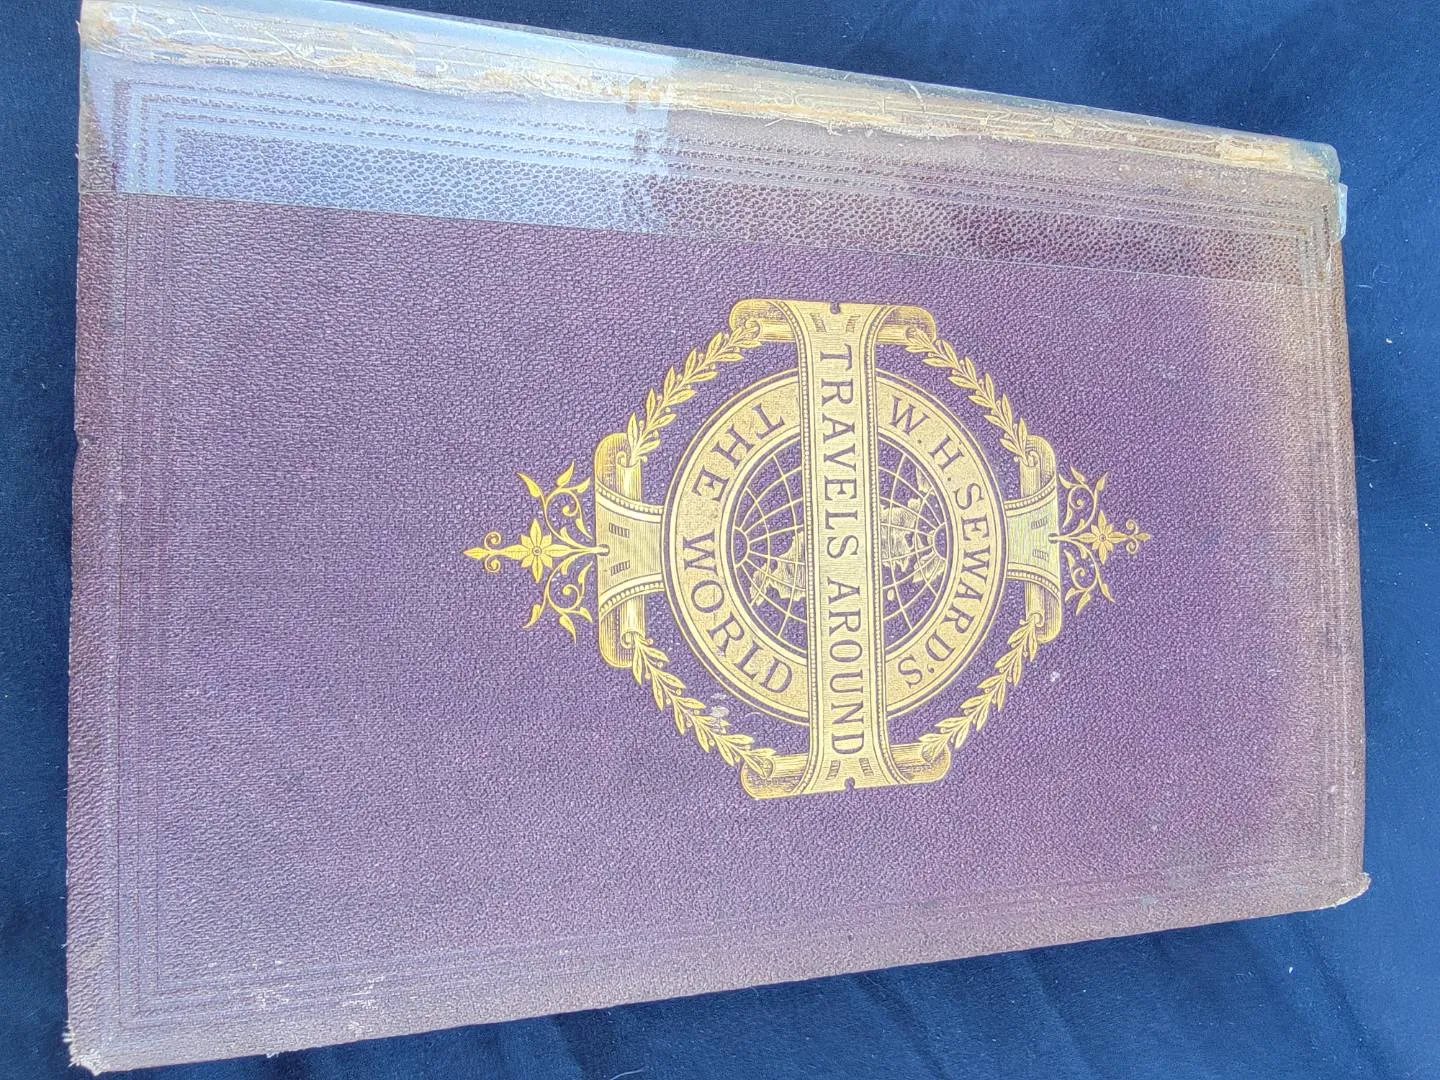 W. H. SEWARD'S
TRAVELS AROUND
THE WORLD